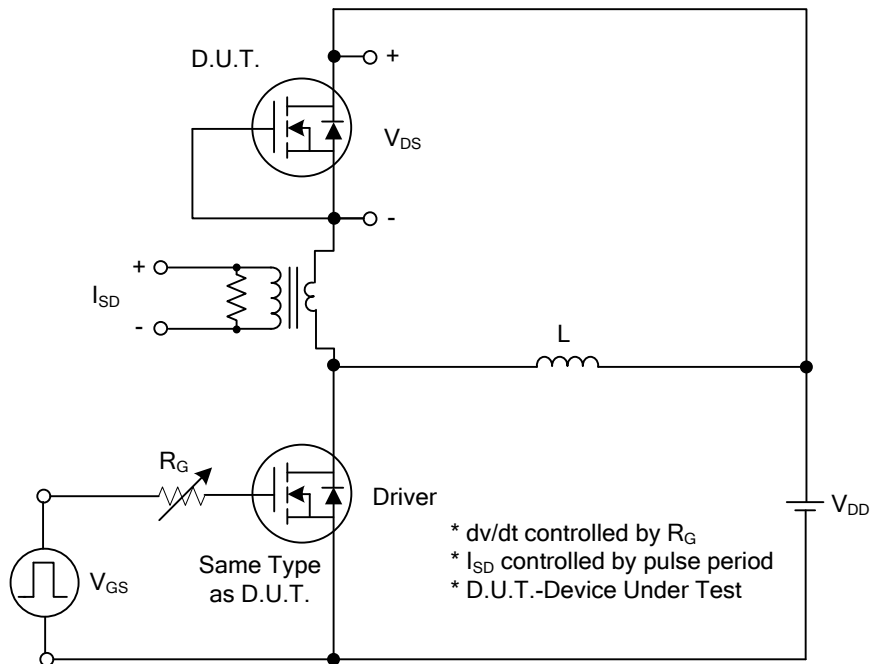 D.U.T.
+
V_DS
-
+
I_SD
-
L
R_G
Driver
V_DD
V_GS
Same Type
as D.U.T.
* dv/dt controlled by R_G
* I_SD controlled by pulse period
* D.U.T.-Device Under Test